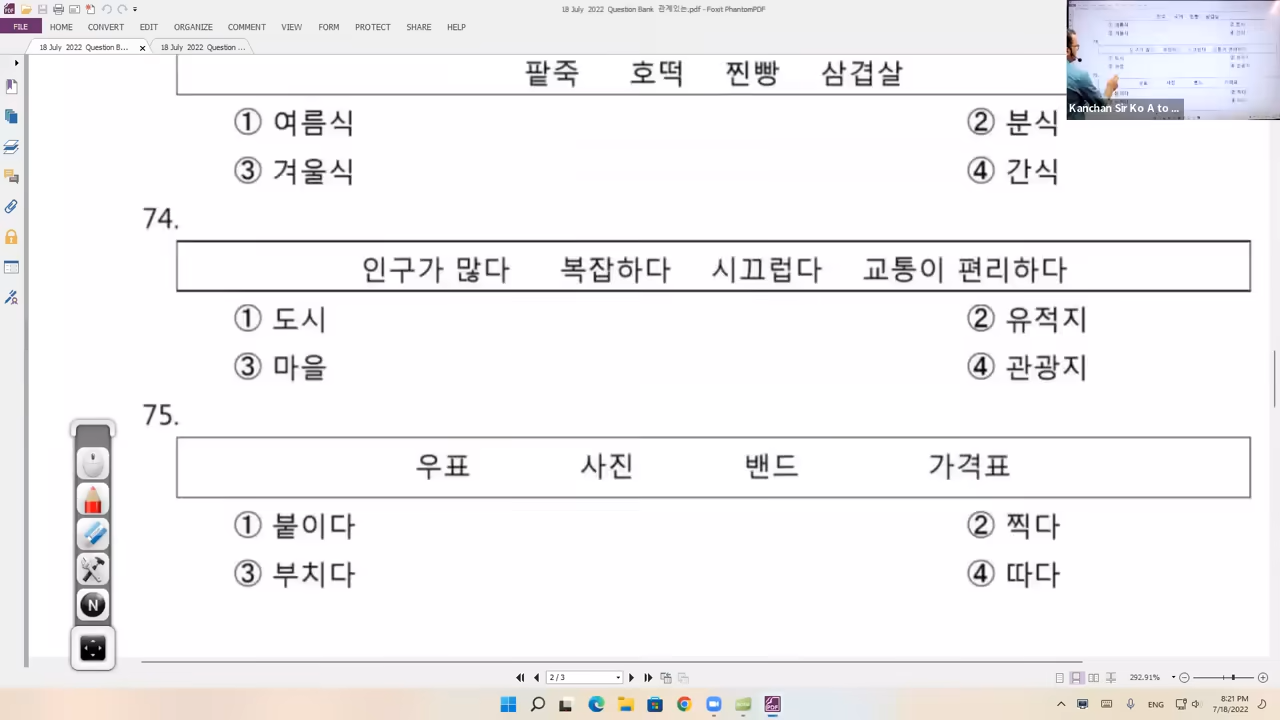 18 July 2022 Question Bank 관계있는.pdf - Foxit PhantomPDF
FILE HOME CONVERT EDIT ORGANIZE COMMENT VIEW FORM PROTECT SHARE HELP
18 July 2022 Question B... 18 July 2022 Question ...
Kanchan Sir Ko A to ...
팥죽 호떡 찐빵 삼겹살
① 여름식 ② 분식
③ 겨울식 ④ 간식
74.
인구가 많다 복잡하다 시끄럽다 교통이 편리하다
① 도시 ② 유적지
③ 마을 ④ 관광지
75.
우표 사진 밴드 가격표
① 붙이다 ② 찍다
③ 부치다 ④ 따다
N
2 / 3
292.91%
ENG
8:21 PM
7/18/2022